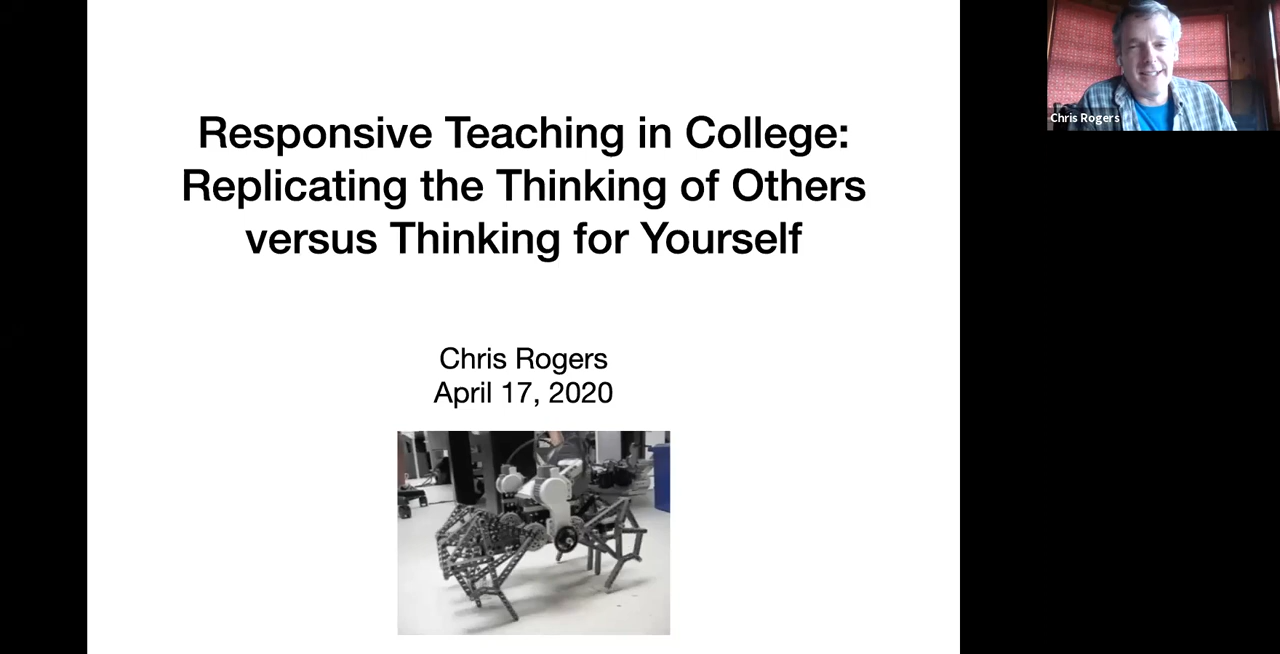 Responsive Teaching in College:
Replicating the Thinking of Others
versus Thinking for Yourself
Chris Rogers
April 17, 2020
Chris Rogers